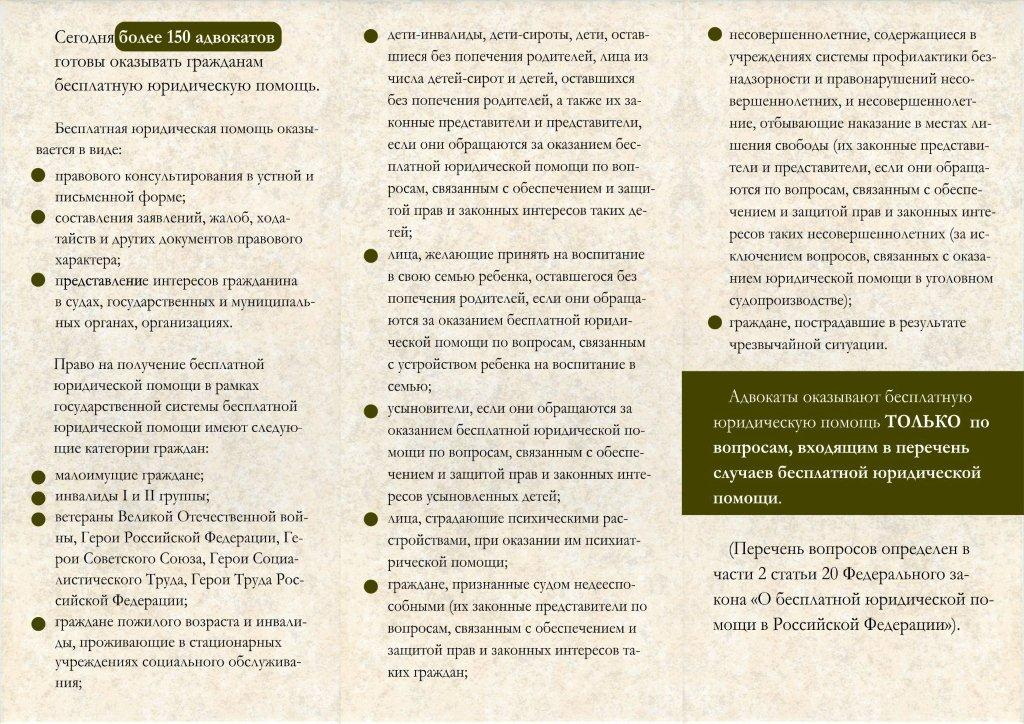 Сегодня более 150 адвокатов
готовы оказывать гражданам
бесплатную юридическую помощь.
Бесплатная юридическая помощь оказы-
вается в виде:
правового консультирования в устной и
письменной форме;
составления заявлений, жалоб, хода-
тайств и других документов правового
характера;
представление интересов гражданина
в судах, государственных и муниципаль-
ных органах, организациях.
Право на получение бесплатной
юридической помощи в рамках
государственной системы бесплатной
юридической помощи имеют следую-
щие категории граждан:
малоимущие граждане;
инвалиды I и II группы;
ветераны Великой Отечественной вой-
ны, Герои Российской Федерации, Ге-
рои Советского Союза, Герои Социа-
листического Труда, Герои Труда Рос-
сийской Федерации;
граждане пожилого возраста и инвали-
ды, проживающие в стационарных
учреждениях социального обслужива-
ния;
дети-инвалиды, дети-сироты, дети, остав-
шиеся без попечения родителей, лица из
числа детей-сирот и детей, оставшихся
без попечения родителей, а также их за-
конные представители и представители,
если они обращаются за оказанием бес-
платной юридической помощи по воп-
росам, связанным с обеспечением и защи-
той прав и законных интересов таких де-
тей;
лица, желающие принять на воспитание
в свою семью ребенка, оставшегося без
попечения родителей, если они обраща-
ются за оказанием бесплатной юриди-
ческой помощи по вопросам, связанным
с устройством ребенка на воспитание в
семью;
усыновители, если они обращаются за
оказанием бесплатной юридической по-
мощи по вопросам, связанным с обеспе-
чением и защитой прав и законных инте-
ресов усыновленных детей;
лица, страдающие психическими рас-
стройствами, при оказании им психиат-
рической помощи;
граждане, признанные судом недееспо-
собными (их законные представители по
вопросам, связанным с обеспечением и
защитой прав и законных интересов та-
ких граждан;
несовершеннолетние, содержащиеся в
учреждениях системы профилактики без-
надзорности и правонарушений несо-
вершеннолетних, и несовершеннолет-
ние, отбывающие наказание в местах ли-
шения свободы (их законные представи-
тели и представители, если они обраща-
ются по вопросам, связанным с обеспе-
чением и защитой прав и законных инте-
ресов таких несовершеннолетних (за ис-
ключением вопросов, связанных с оказа-
нием юридической помощи в уголовном
судопроизводстве);
граждане, пострадавшие в результате
чрезвычайной ситуации.
Адвокаты оказывают бесплатную
юридическую помощь ТОЛЬКО по
вопросам, входящим в перечень
случаев бесплатной юридической
помощи.
(Перечень вопросов определен в
части 2 статьи 20 Федерального за-
кона «О бесплатной юридической по-
мощи в Российской Федерации»).